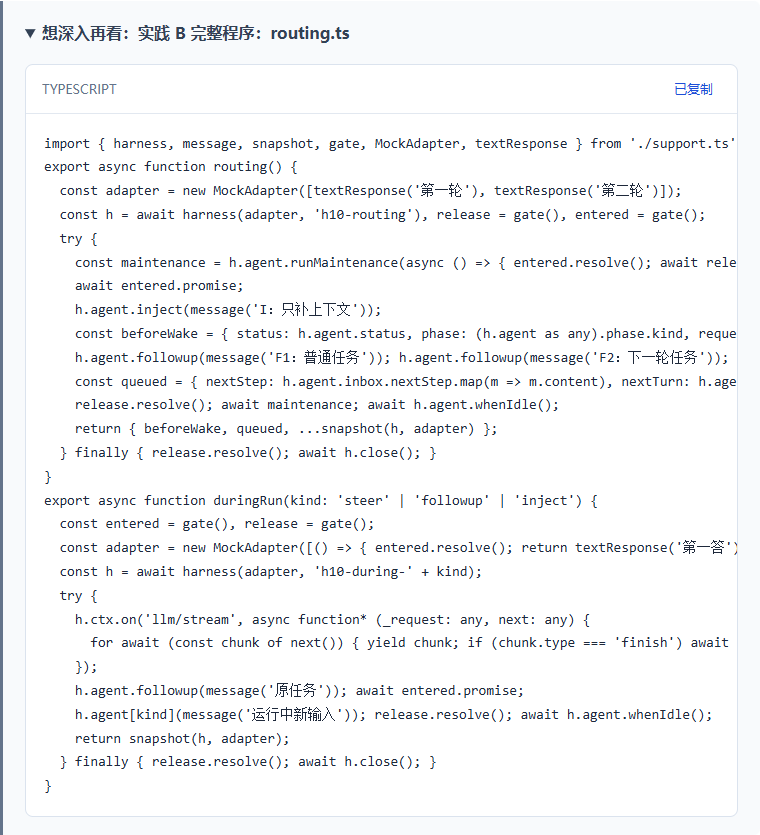 ▼ 想深入再看：实践 B 完整程序：routing.ts
TYPESCRIPT
已复制
import { harness, message, snapshot, gate, MockAdapter, textResponse } from './support.ts'
export async function routing() {
  const adapter = new MockAdapter([textResponse('第一轮'), textResponse('第二轮')]);
  const h = await harness(adapter, 'h10-routing'), release = gate(), entered = gate();
  try {
    const maintenance = h.agent.runMaintenance(async () => { entered.resolve(); await rele
    await entered.promise;
    h.agent.inject(message('I：只补上下文'));
    const beforeWake = { status: h.agent.status, phase: (h.agent as any).phase.kind, reque
    h.agent.followup(message('F1：普通任务')); h.agent.followup(message('F2：下一轮任务'));
    const queued = { nextStep: h.agent.inbox.nextStep.map(m => m.content), nextTurn: h.age
    release.resolve(); await maintenance; await h.agent.whenIdle();
    return { beforeWake, queued, ...snapshot(h, adapter) };
  } finally { release.resolve(); await h.close(); }
}
export async function duringRun(kind: 'steer' | 'followup' | 'inject') {
  const entered = gate(), release = gate();
  const adapter = new MockAdapter([() => { entered.resolve(); return textResponse('第一答')
  const h = await harness(adapter, 'h10-during-' + kind);
  try {
    h.ctx.on('llm/stream', async function* (_request: any, next: any) {
      for await (const chunk of next()) { yield chunk; if (chunk.type === 'finish') await
    });
    h.agent.followup(message('原任务')); await entered.promise;
    h.agent[kind](message('运行中新输入')); release.resolve(); await h.agent.whenIdle();
    return snapshot(h, adapter);
  } finally { release.resolve(); await h.close(); }
}